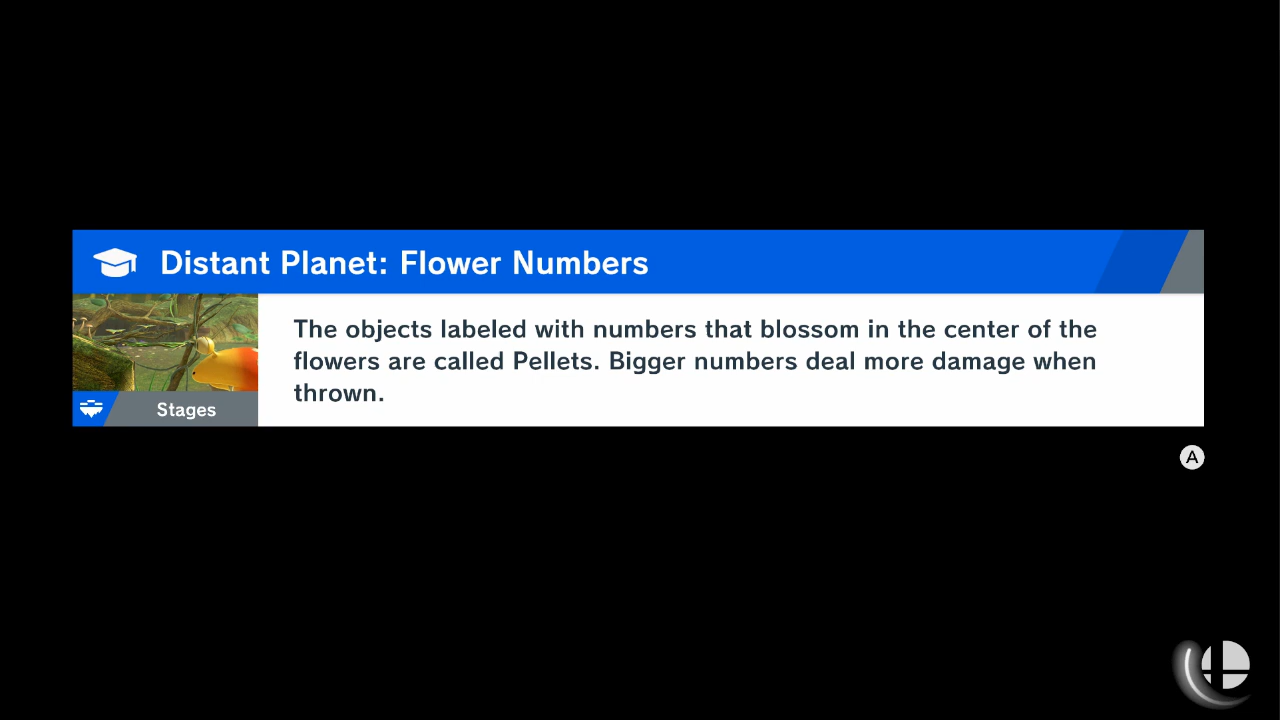 Distant Planet: Flower Numbers
The objects labeled with numbers that blossom in the center of the
flowers are called Pellets. Bigger numbers deal more damage when
thrown.
Stages
A